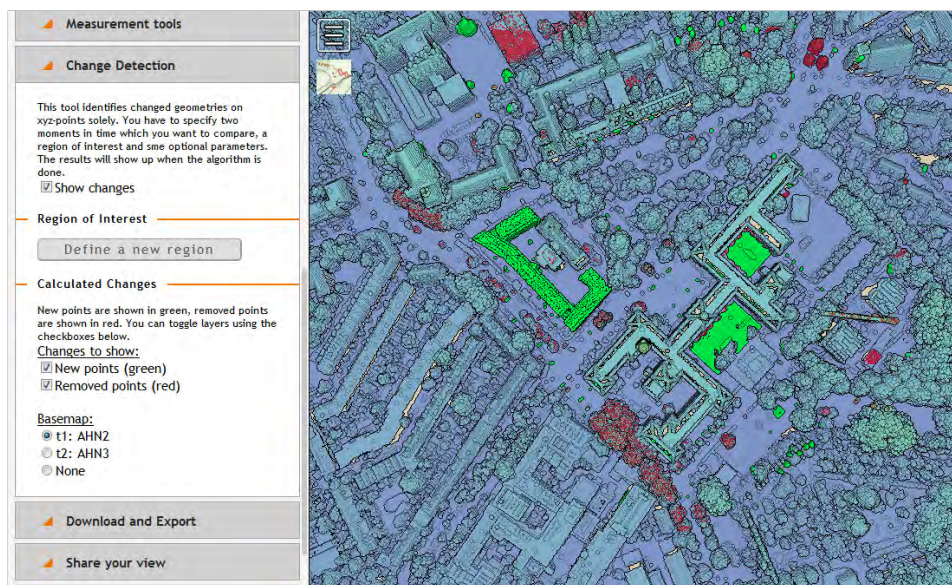 Measurement tools
Change Detection
This tool identifies changed geometries on
xyz-points solely. You have to specify two
moments in time which you want to compare, a
region of interest and sme optional parameters.
The results will show up when the algorithm is
done.
Show changes
Region of Interest
Define a new region
Calculated Changes
New points are shown in green, removed points
are shown in red. You can toggle layers using the
checkboxes below.
Changes to show:
New points (green)
Removed points (red)
Basemap:
t1: AHN2
t2: AHN3
None
Download and Export
Share your view